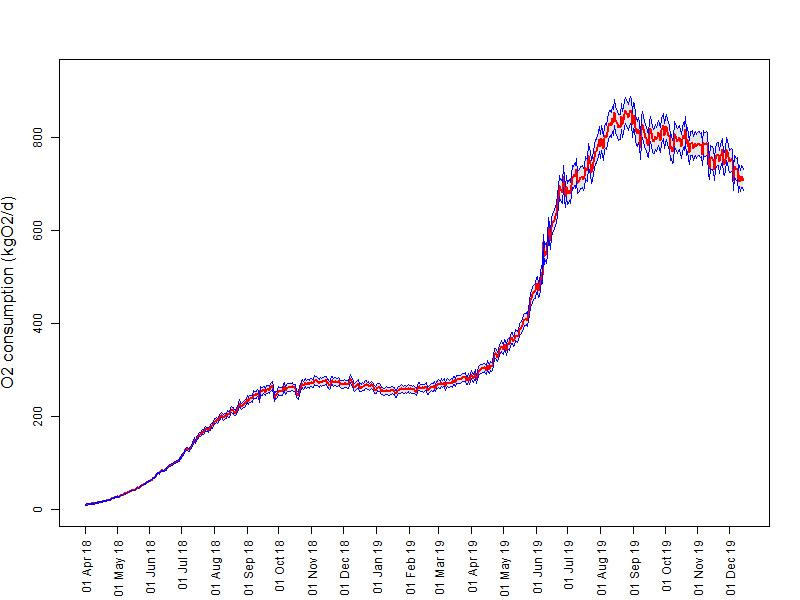 O2 consumption (kgO2/d)
800
600
400
200
0
01 Apr 18
01 May 18
01 Jun 18
01 Jul 18
01 Aug 18
01 Sep 18
01 Oct 18
01 Nov 18
01 Dec 18
01 Jan 19
01 Feb 19
01 Mar 19
01 Apr 19
01 May 19
01 Jun 19
01 Jul 19
01 Aug 19
01 Sep 19
01 Oct 19
01 Nov 19
01 Dec 19